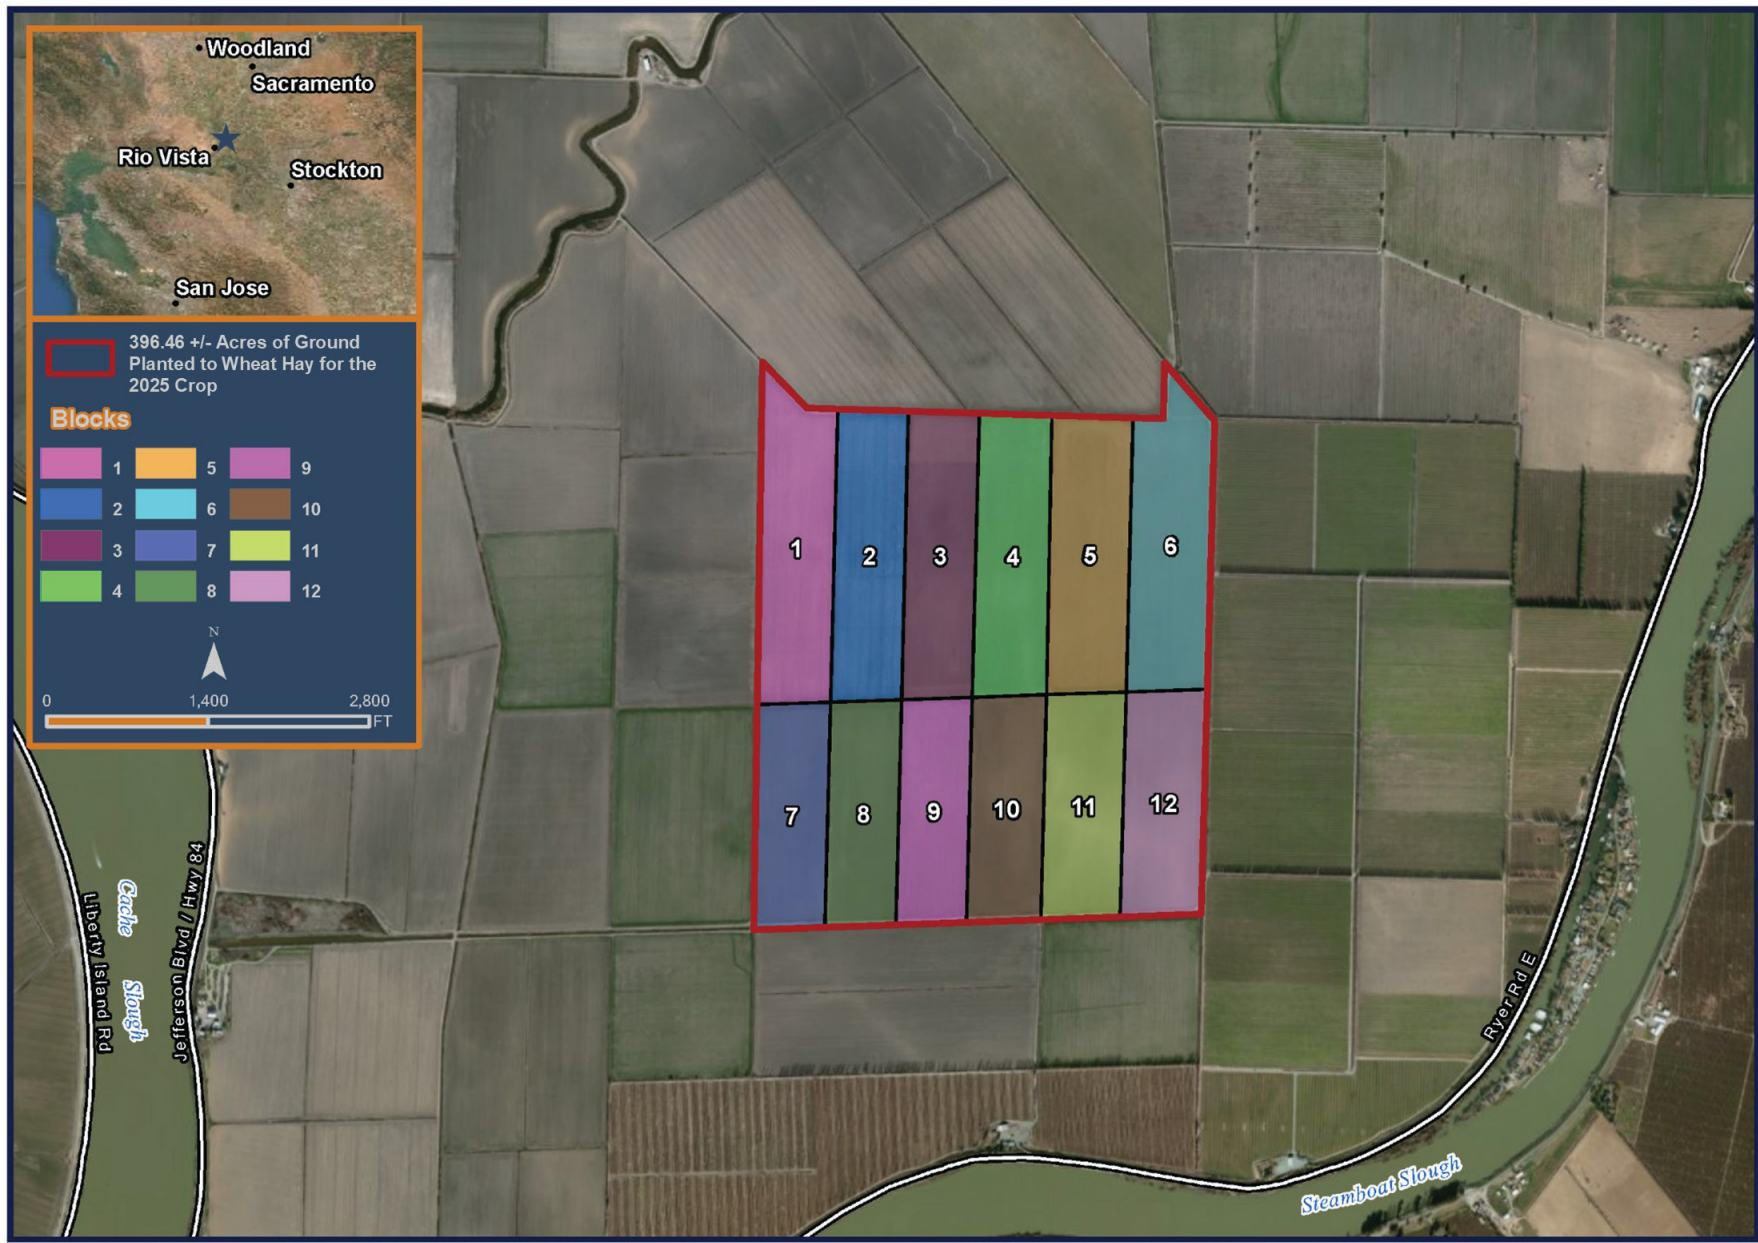 Woodland
Sacramento
Rio Vista
Stockton
San Jose
396.46 +/- Acres of Ground
Planted to Wheat Hay for the
2025 Crop
Blocks
1 5 9
2 6 10
3 7 11
4 8 12
N
0 1,400 2,800
FT
1
2
3
4
5
6
7
8
9
10
11
12
Liberty Island Rd
Cache
Slough
Jefferson Blvd / Hwy 84
Ryer Rd E
Steamboat Slough